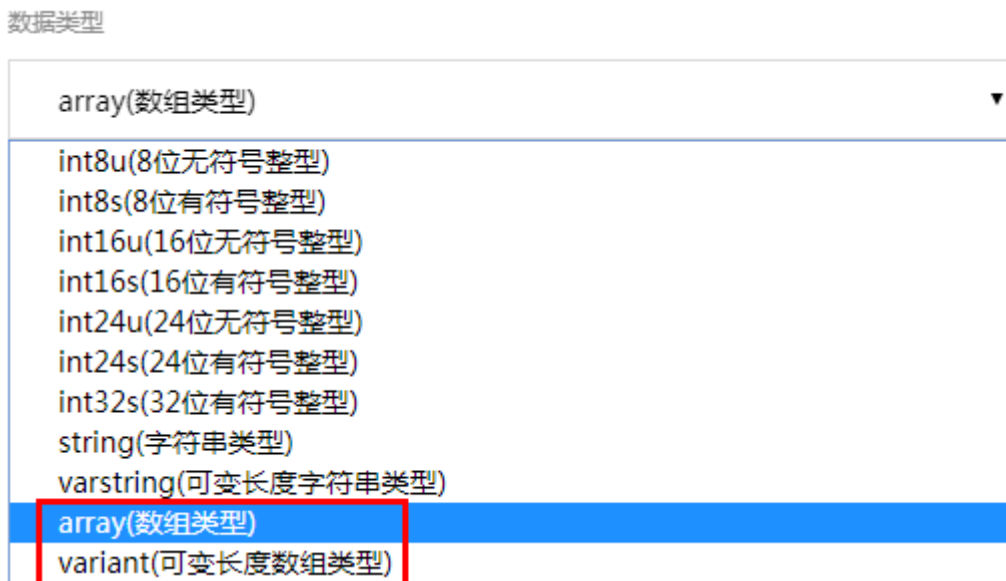 数据类型
array(数组类型)
int8u(8位无符号整型)
int8s(8位有符号整型)
int16u(16位无符号整型)
int16s(16位有符号整型)
int24u(24位无符号整型)
int24s(24位有符号整型)
int32s(32位有符号整型)
string(字符串类型)
varstring(可变长度字符串类型)
array(数组类型)
variant(可变长度数组类型)